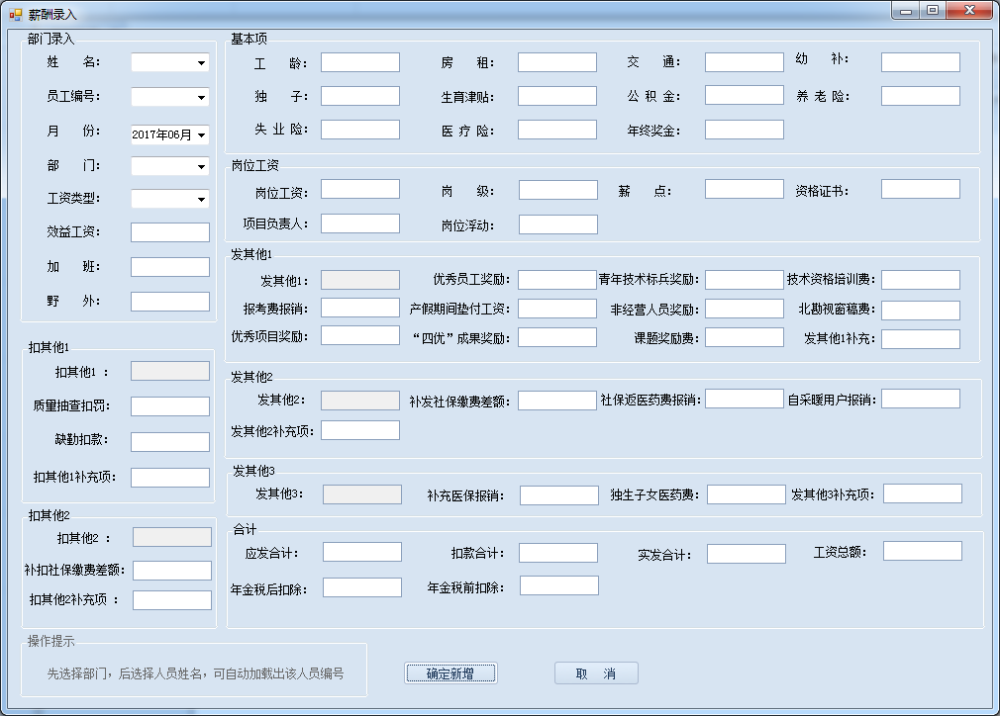 薪酬录入
部门录入
姓 名：
员工编号：
月 份： 2017年06月
部 门：
工资类型：
效益工资：
加 班：
野 外：
扣其他1
扣其他1 ：
质量抽查扣罚：
缺勤扣款：
扣其他1补充项：
扣其他2
扣其他2 ：
补扣社保缴费差额：
扣其他2补充项 ：
基本项
工 龄： 房 租： 交 通： 幼 补：
独 子： 生育津贴： 公 积 金： 养 老 险：
失 业 险： 医 疗 险： 年终奖金：
岗位工资
岗位工资： 岗 级： 薪 点： 资格证书：
项目负责人： 岗位浮动：
发其他1
发其他1： 优秀员工奖励： 青年技术标兵奖励： 技术资格培训费：
报考费报销： 产假期间垫付工资： 非经营人员奖励： 北勘视窗稿费：
优秀项目奖励： “四优”成果奖励： 课题奖励费： 发其他1补充：
发其他2
发其他2： 补发社保缴费差额： 社保返医药费报销： 自采暖用户报销：
发其他2补充项：
发其他3
发其他3： 补充医保报销： 独生子女医药费： 发其他3补充项：
合计
应发合计： 扣款合计： 实发合计： 工资总额：
年金税后扣除： 年金税前扣除：
操作提示
先选择部门，后选择人员姓名，可自动加载出该人员编号
确定新增 取 消